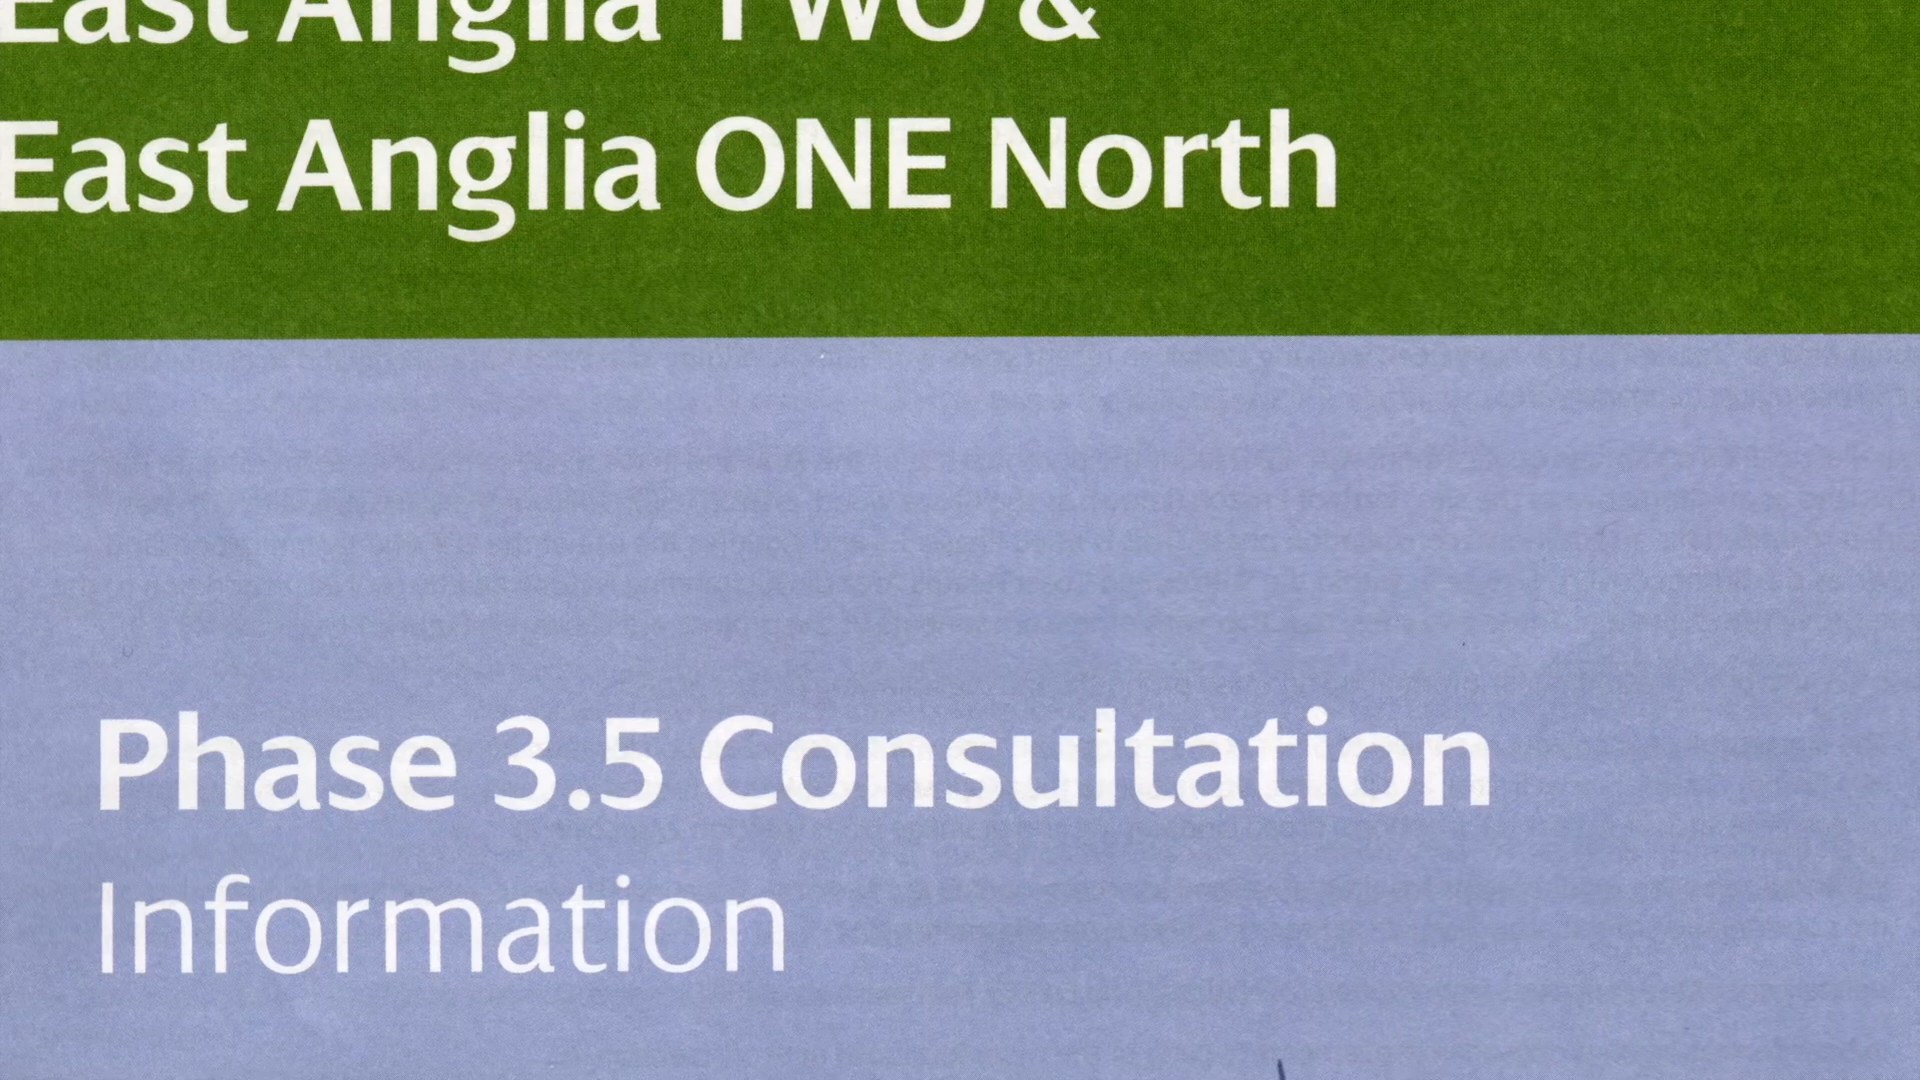 East Anglia TWO &
East Anglia ONE North
Phase 3.5 Consultation
Information